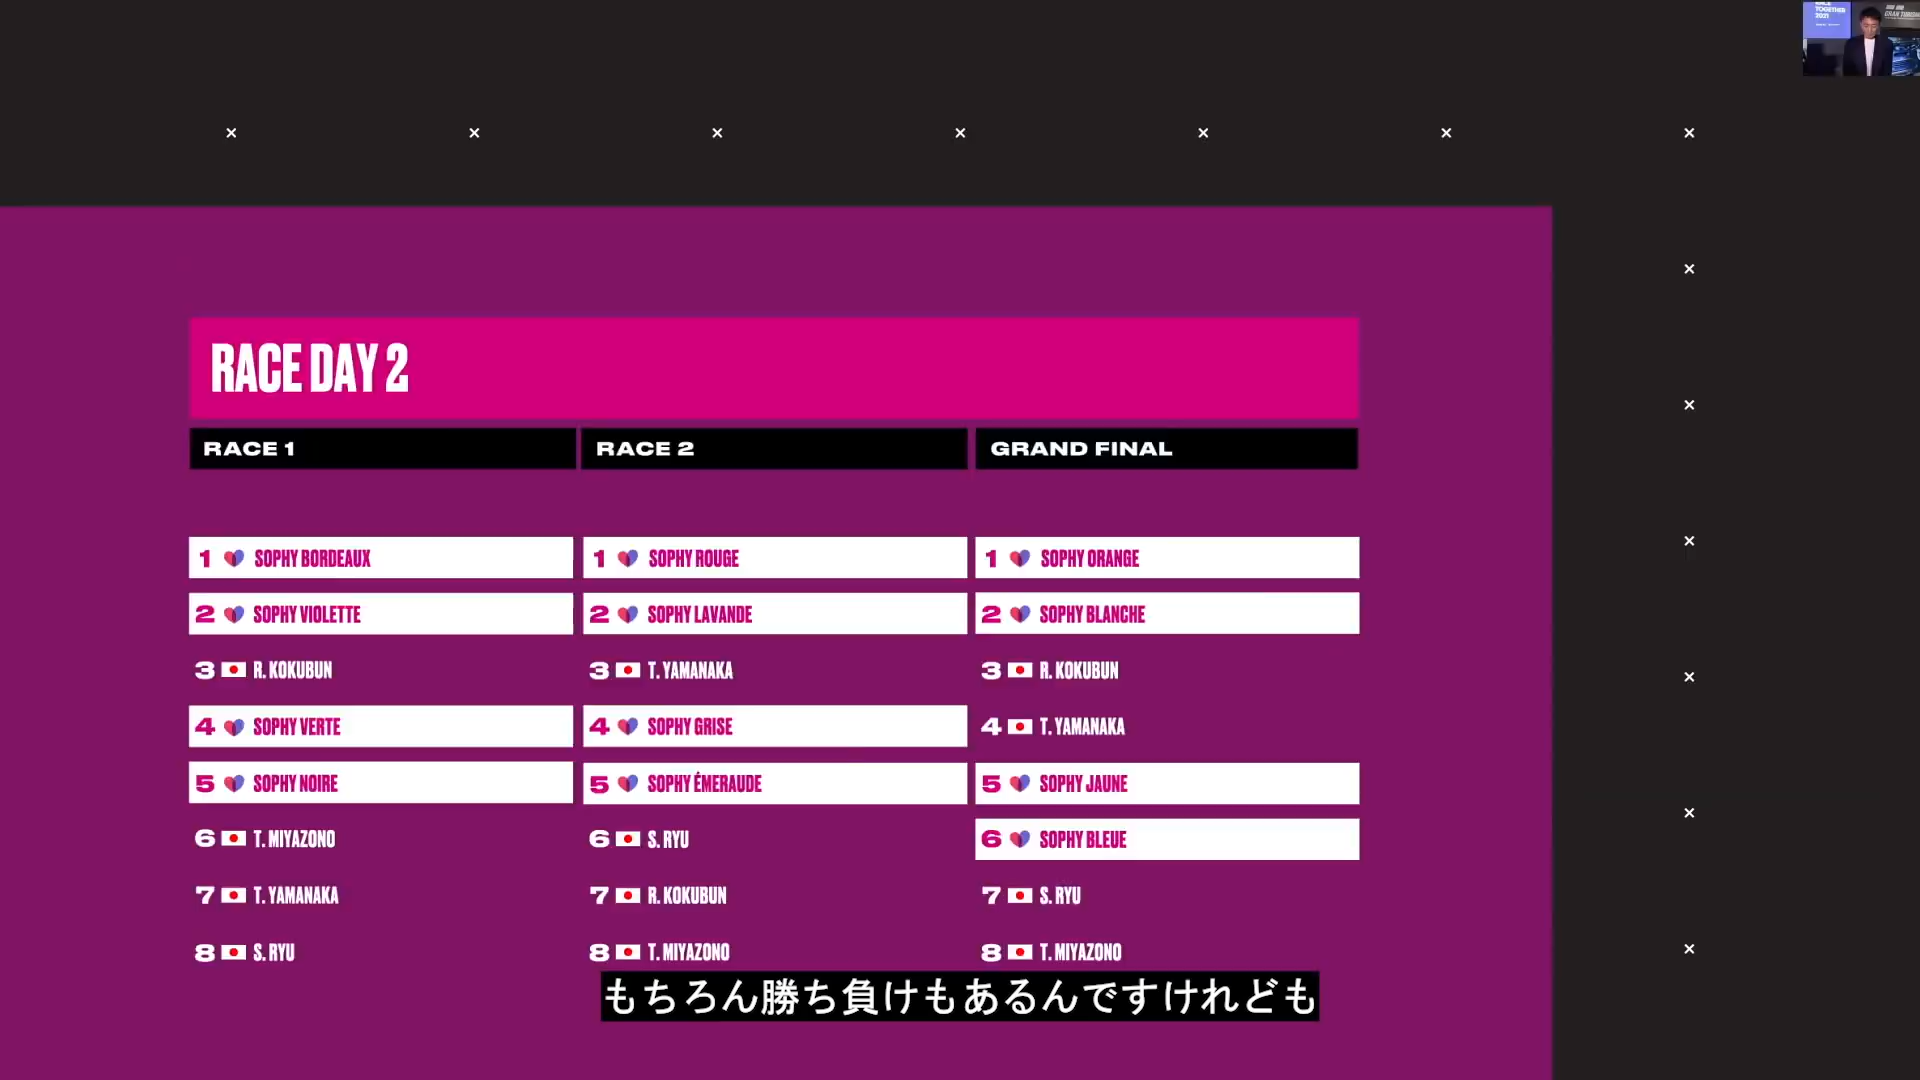 TOGETHER
2021
GRAN TURISMO
RACE DAY 2
RACE 1
RACE 2
GRAND FINAL
1 SOPHY BORDEAUX
1 SOPHY ROUGE
1 SOPHY ORANGE
2 SOPHY VIOLETTE
2 SOPHY LAVANDE
2 SOPHY BLANCHE
3 R. KOKUBUN
3 T. YAMANAKA
3 R. KOKUBUN
4 SOPHY VERTE
4 SOPHY GRISE
4 T. YAMANAKA
5 SOPHY NOIRE
5 SOPHY ÉMERAUDE
5 SOPHY JAUNE
6 T. MIYAZONO
6 S. RYU
6 SOPHY BLEUE
7 T. YAMANAKA
7 R. KOKUBUN
7 S. RYU
8 S. RYU
8 T. MIYAZONO
8 T. MIYAZONO
もちろん勝ち負けもあるんですけれども